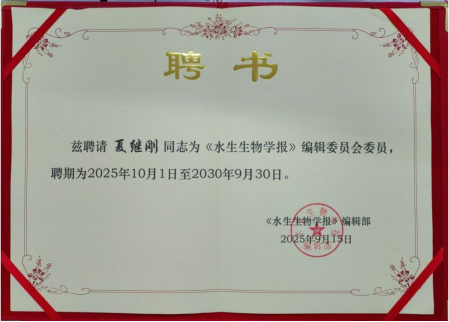 聘书
兹聘请 夏继刚 同志为《水生生物学报》编辑委员会委员，
聘期为2025年10月1日至2030年9月30日。
《水生生物学报》编辑部
2025年9月15日